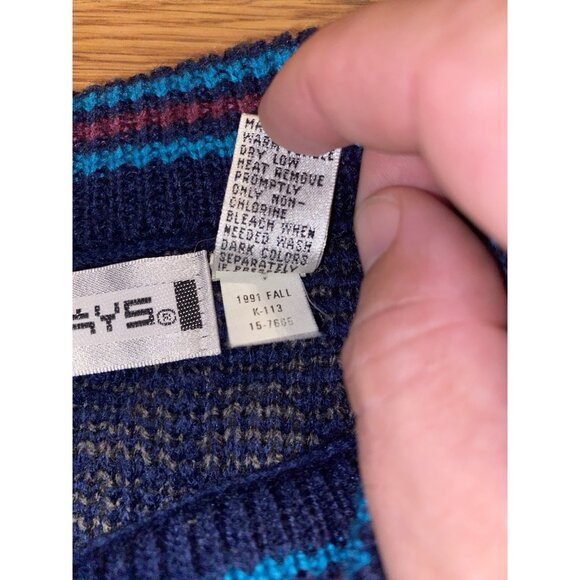 WARM
DRY LOW
HEAT REMOVE
PROMPTLY
ONLY NON-
CHLORINE
BLEACH WHEN
NEEDED WASH
DARK COLORS
SEPARATELY
AYS®
1991 FALL
K-113
15-7665